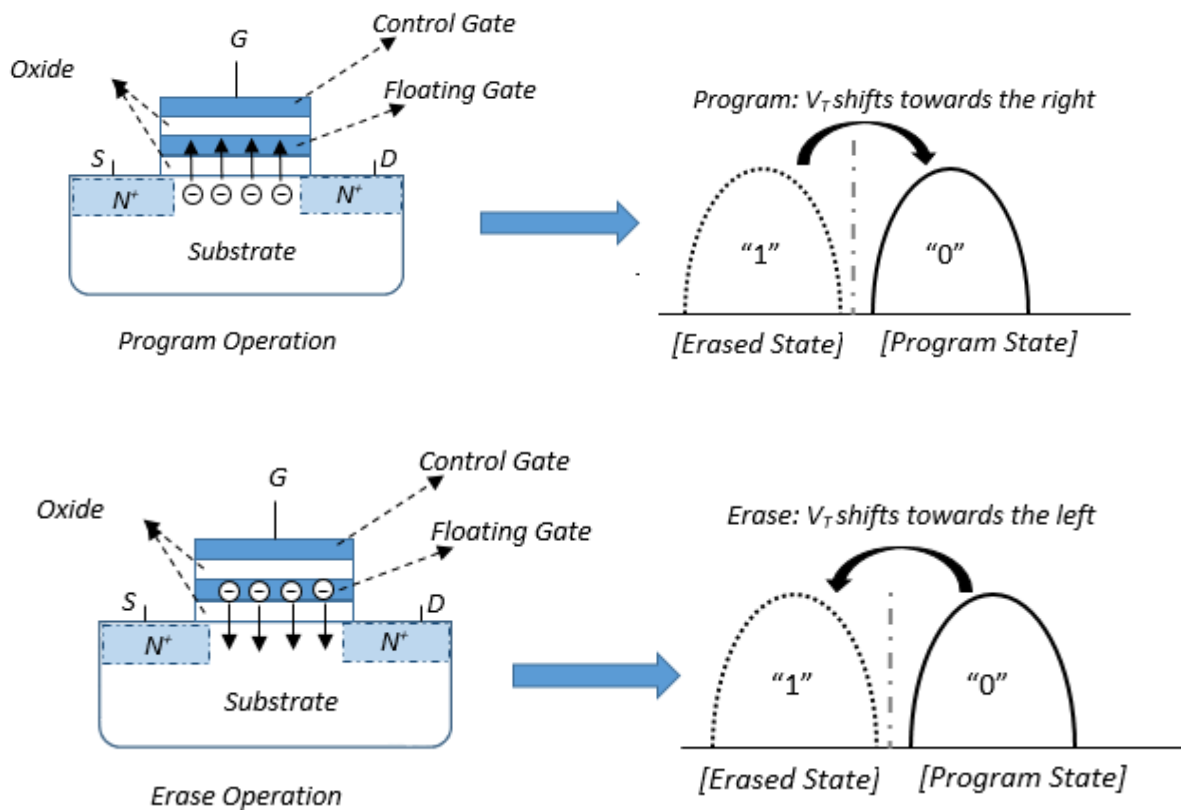 Control Gate
G
Oxide
Floating Gate
Program: V_T shifts towards the right
S
D
N⁺
N⁺
⊖ ⊖ ⊖ ⊖
Substrate
"1"
"0"
Program Operation
[Erased State]
[Program State]
Control Gate
G
Oxide
Floating Gate
Erase: V_T shifts towards the left
⊖ ⊖ ⊖ ⊖
S
D
N⁺
N⁺
Substrate
"1"
"0"
[Erased State]
[Program State]
Erase Operation